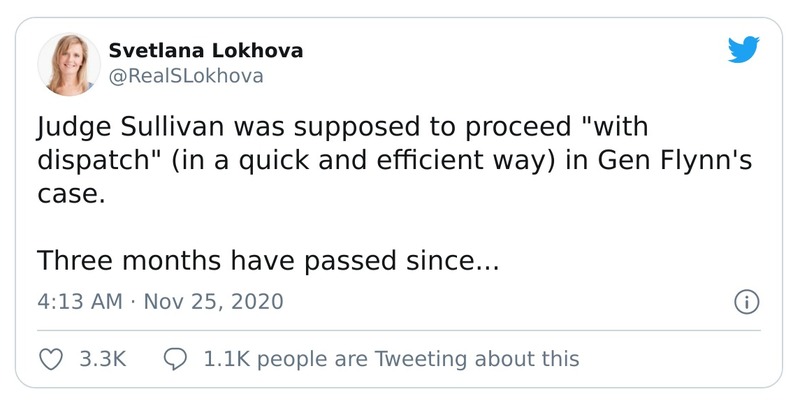 Svetlana Lokhova
@RealSLokhova
Judge Sullivan was supposed to proceed "with
dispatch" (in a quick and efficient way) in Gen Flynn's
case.
Three months have passed since...
4:13 AM · Nov 25, 2020
3.3K 1.1K people are Tweeting about this